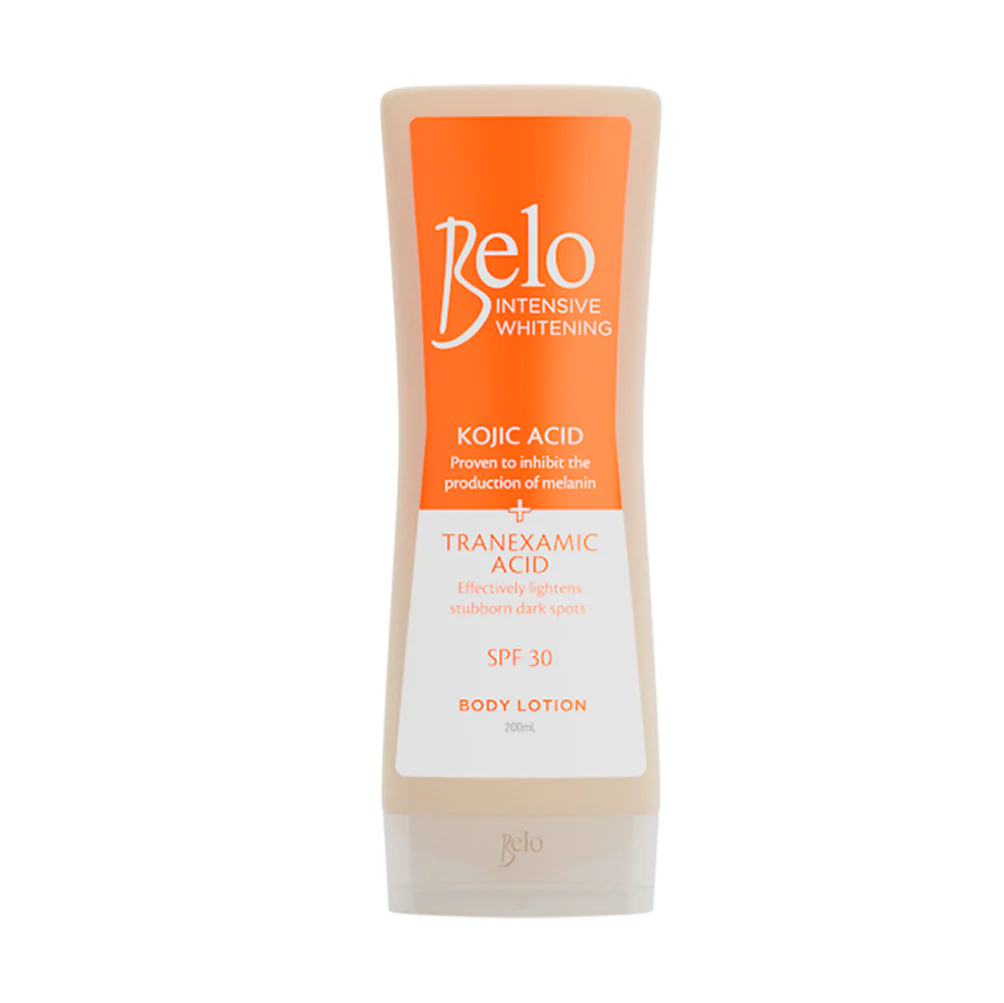 Belo
INTENSIVE
WHITENING
KOJIC ACID
Proven to inhibit the
production of melanin
+
TRANEXAMIC
ACID
Effectively lightens
stubborn dark spots
SPF 30
BODY LOTION
200mL
Belo